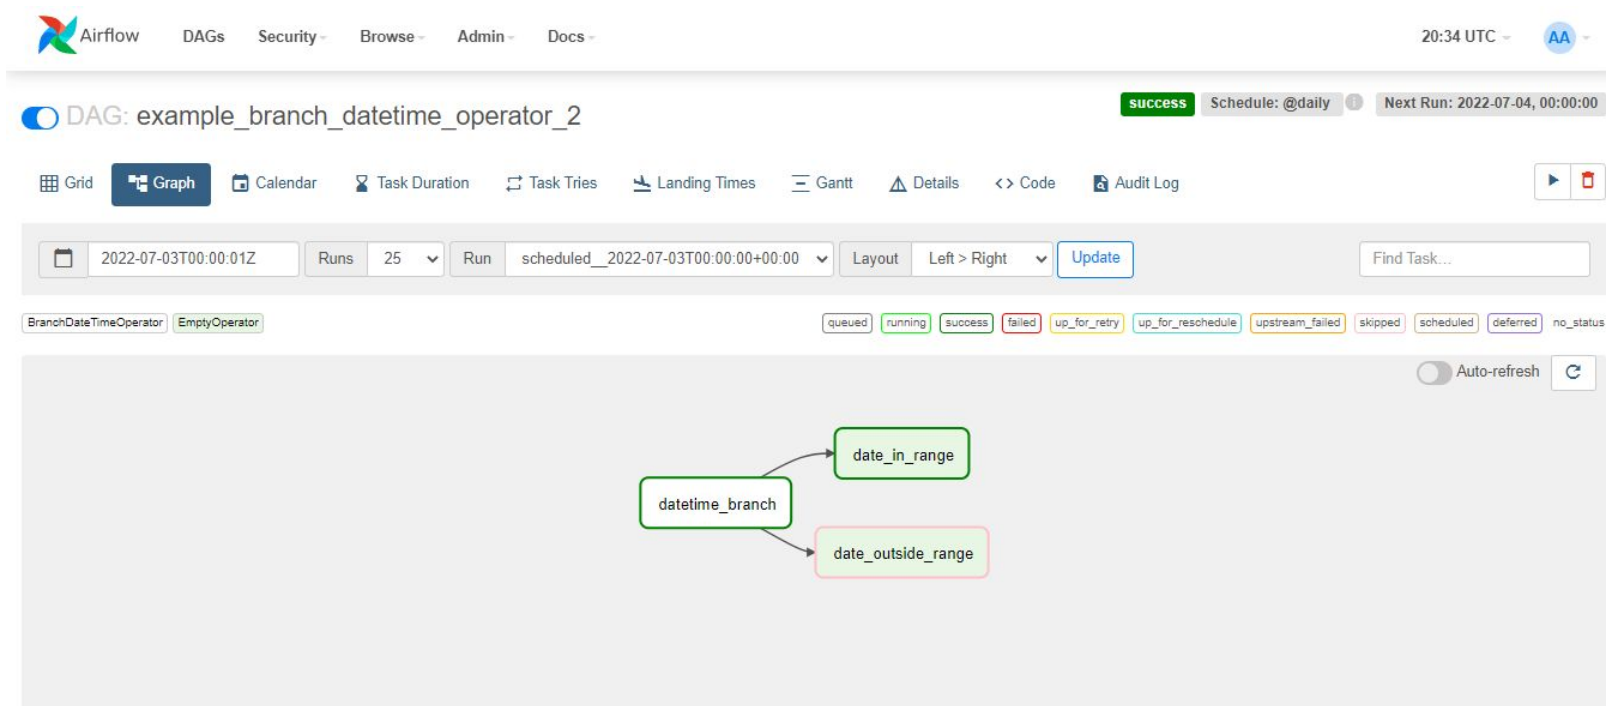 Airflow DAGs Security Browse Admin Docs 20:34 UTC AA
DAG: example_branch_datetime_operator_2 success Schedule: @daily i Next Run: 2022-07-04, 00:00:00
Grid Graph Calendar Task Duration Task Tries Landing Times Gantt Details <> Code Audit Log
2022-07-03T00:00:01Z Runs 25 Run scheduled__2022-07-03T00:00:00+00:00 Layout Left > Right Update Find Task...
BranchDateTimeOperator EmptyOperator queued running success failed up_for_retry up_for_reschedule upstream_failed skipped scheduled deferred no_status
Auto-refresh
date_in_range
datetime_branch
date_outside_range